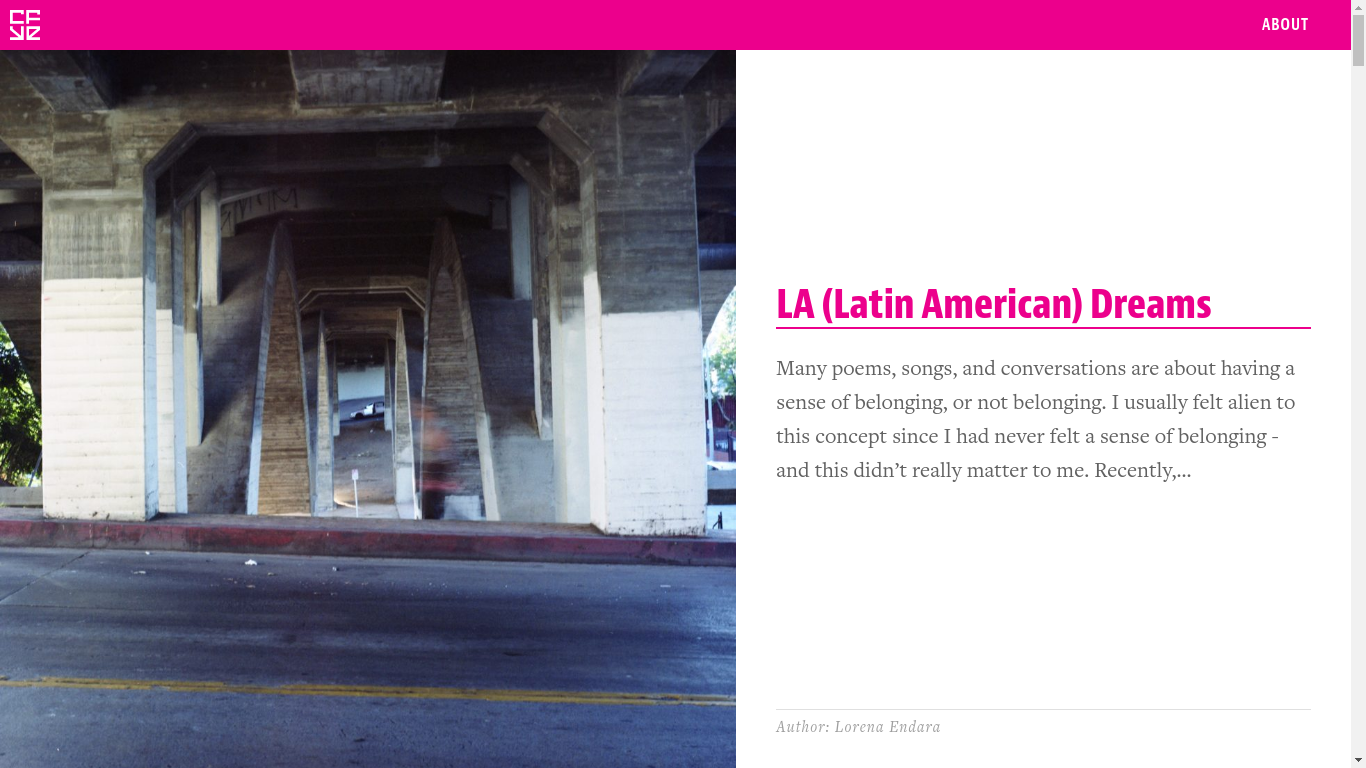 CF
YR
ABOUT
LA (Latin American) Dreams
Many poems, songs, and conversations are about having a
sense of belonging, or not belonging. I usually felt alien to
this concept since I had never felt a sense of belonging -
and this didn’t really matter to me. Recently,...
Author: Lorena Endara